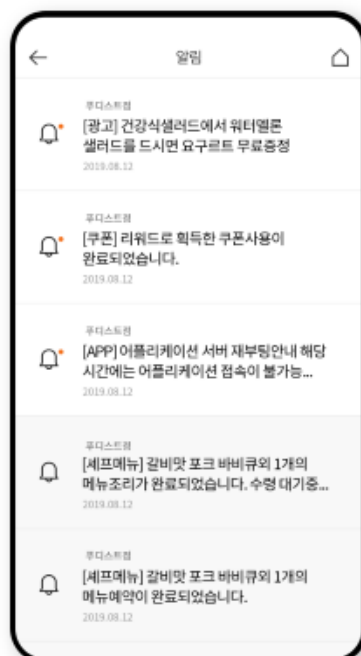 알림
푸디스트점
[광고] 건강식샐러드에서 워터멜론
샐러드를 드시면 요구르트 무료증정
2019.08.12
푸디스트점
[쿠폰] 리워드로 획득한 쿠폰사용이
완료되었습니다.
2019.08.12
푸디스트점
[APP] 어플리케이션 서버 재부팅안내 해당
시간에는 어플리케이션 접속이 불가능...
2019.08.12
푸디스트점
[셰프메뉴] 갈비맛 포크 바비큐외 1개의
메뉴조리가 완료되었습니다. 수령 대기중...
2019.08.12
푸디스트점
[셰프메뉴] 갈비맛 포크 바비큐외 1개의
메뉴예약이 완료되었습니다.
2019.08.12